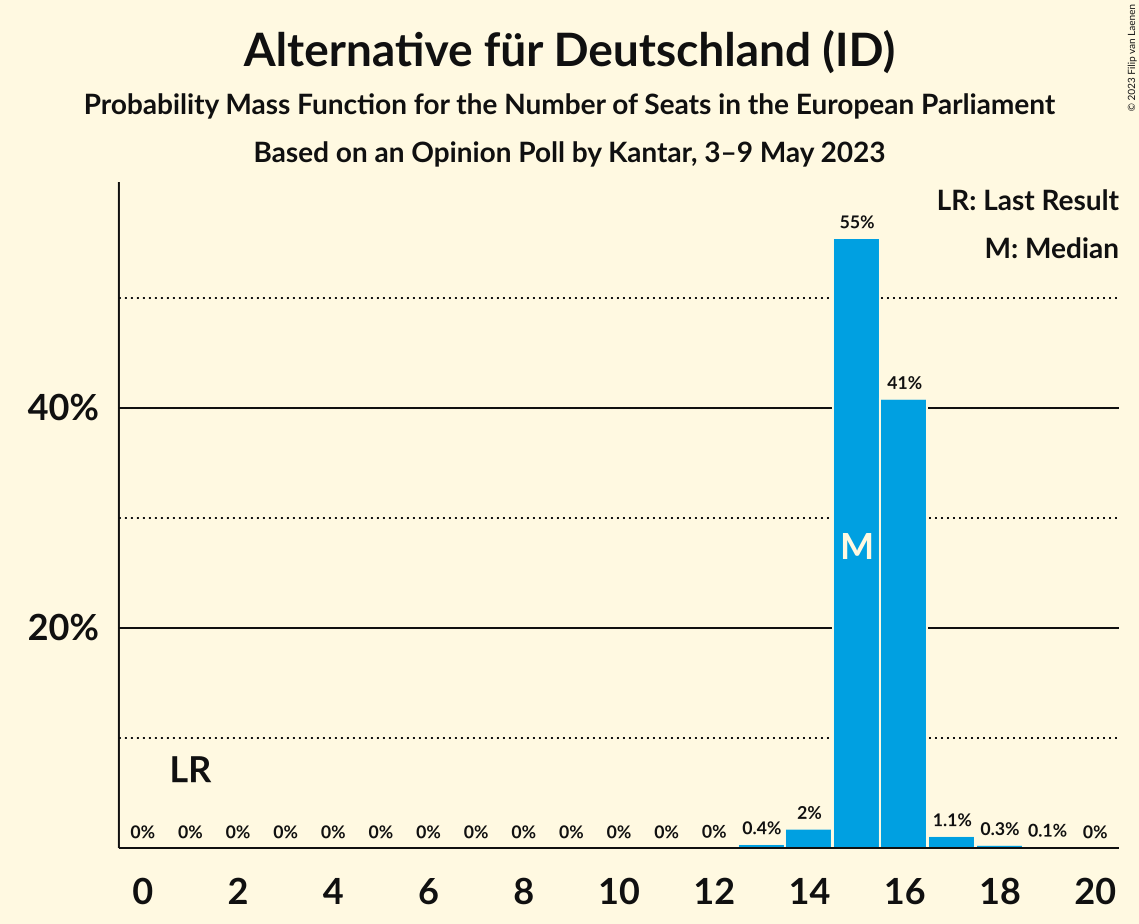 Alternative für Deutschland (ID)
Probability Mass Function for the Number of Seats in the European Parliament
Based on an Opinion Poll by Kantar, 3–9 May 2023
© 2023 Filip van Laenen
LR: Last Result
M: Median
55%
41%
40%
M
20%
LR
0% 0% 0% 0% 0% 0% 0% 0% 0% 0% 0% 0% 0% 0.4% 2% 1.1% 0.3% 0.1% 0%
0 2 4 6 8 10 12 14 16 18 20